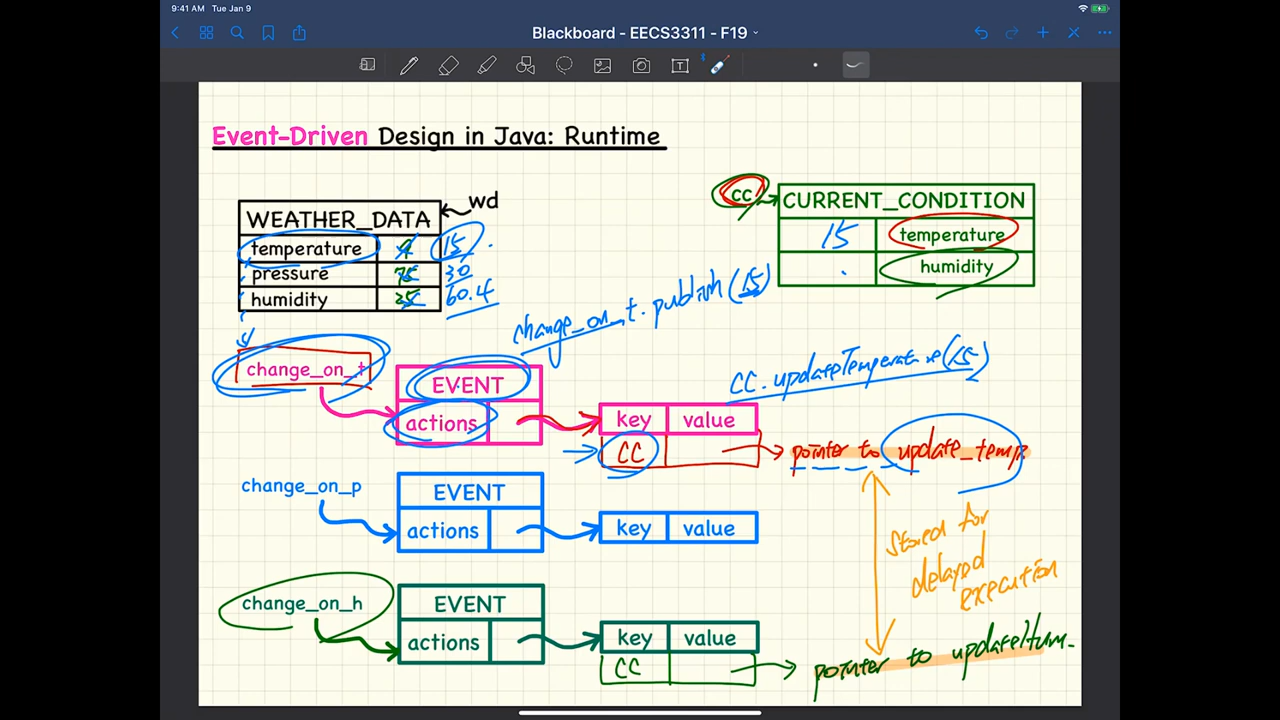 9:41 AM Tue Jan 9
Blackboard - EECS3311 - F19
Event-Driven Design in Java: Runtime
wd
cc
WEATHER_DATA
CURRENT_CONDITION
temperature 15
15 temperature
pressure 30
humidity
humidity 60.4
change_on_t.publish(15)
change_on_t
EVENT
actions
CC.updateTemperature(15)
key value
CC
pointer to update_temp.
change_on_p
EVENT
actions
key value
stored for
delayed
execution
change_on_h
EVENT
actions
key value
CC
pointer to updateHum.